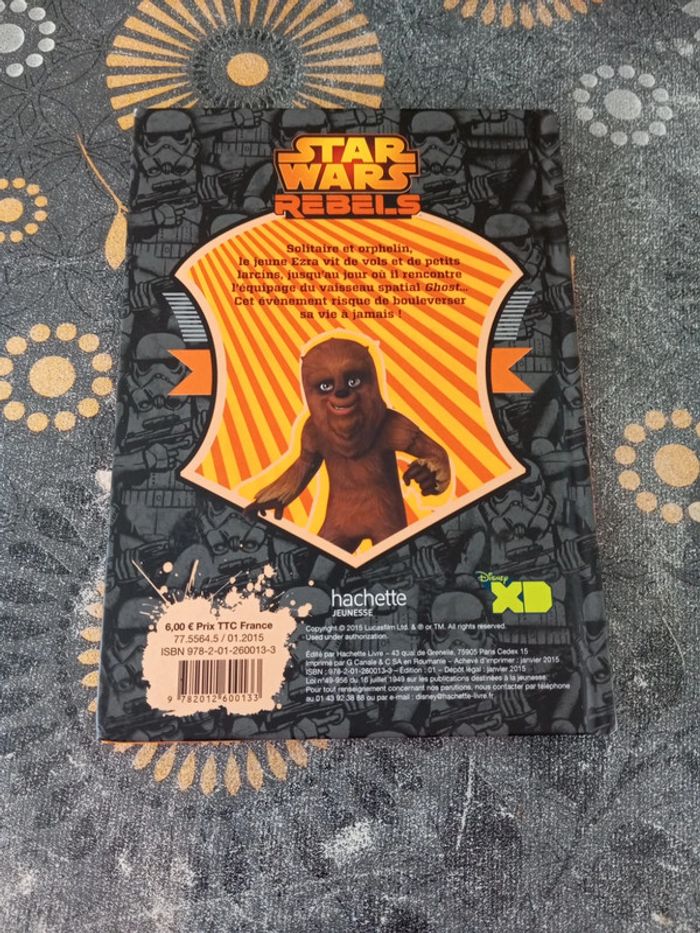 STAR
WARS
REBELS
Solitaire et orphelin,
le jeune Ezra vit de vols et de petits
larcins, jusqu'au jour où il rencontre
l'équipage du vaisseau spatial Ghost...
Cet évènement risque de bouleverser
sa vie à jamais !
6,00 € Prix TTC France
77.5564.5 / 01.2015
ISBN 978-2-01-260013-3
9 782012 600133
hachette
JEUNESSE
Disney
XD
Copyright © 2015 Lucasfilm Ltd. & ® or TM. All rights reserved.
Used under authorization.
Édité par Hachette Livre – 43 quai de Grenelle, 75905 Paris Cedex 15
Imprimé par G Canale & C SA en Roumanie – Achevé d'imprimer : janvier 2015
ISBN 978-2-01-260013-3 – Édition : 01 – Dépôt légal : janvier 2015
Loi n°49-956 du 16 juillet 1949 sur les publications destinées à la jeunesse.
Pour tout renseignement concernant nos parutions, nous contacter par téléphone
au 01 43 92 38 88 ou par e-mail : disney@hachette-livre.fr.